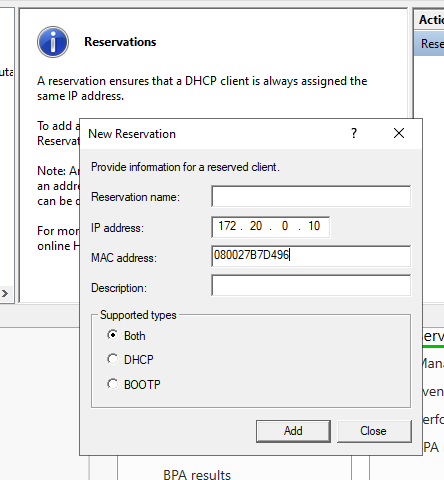 Reservations
A reservation ensures that a DHCP client is always assigned the
same IP address.
To add a
Reservat
Note: An
an addre
can be d
For mor
online H
Actio
Rese
New Reservation
?
Provide information for a reserved client.
Reservation name:
IP address:
172 . 20 . 0 . 10
MAC address:
080027B7D496
Description:
Supported types
Both
DHCP
BOOTP
Add
Close
uta
erv
Mana
ven
erfo
PA
BPA results